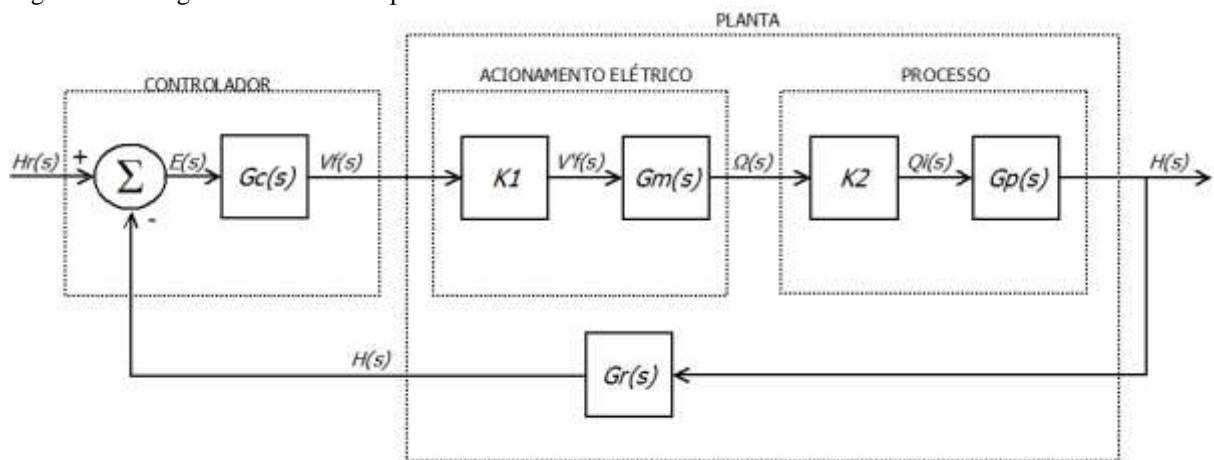 PLANTA
CONTROLADOR
ACIONAMENTO ELÉTRICO
PROCESSO
Hr(s)
+
Σ
-
E(s)
Gc(s)
Vf(s)
K1
V'f(s)
Gm(s)
Ω(s)
K2
Qi(s)
Gp(s)
H(s)
H(s)
Gr(s)